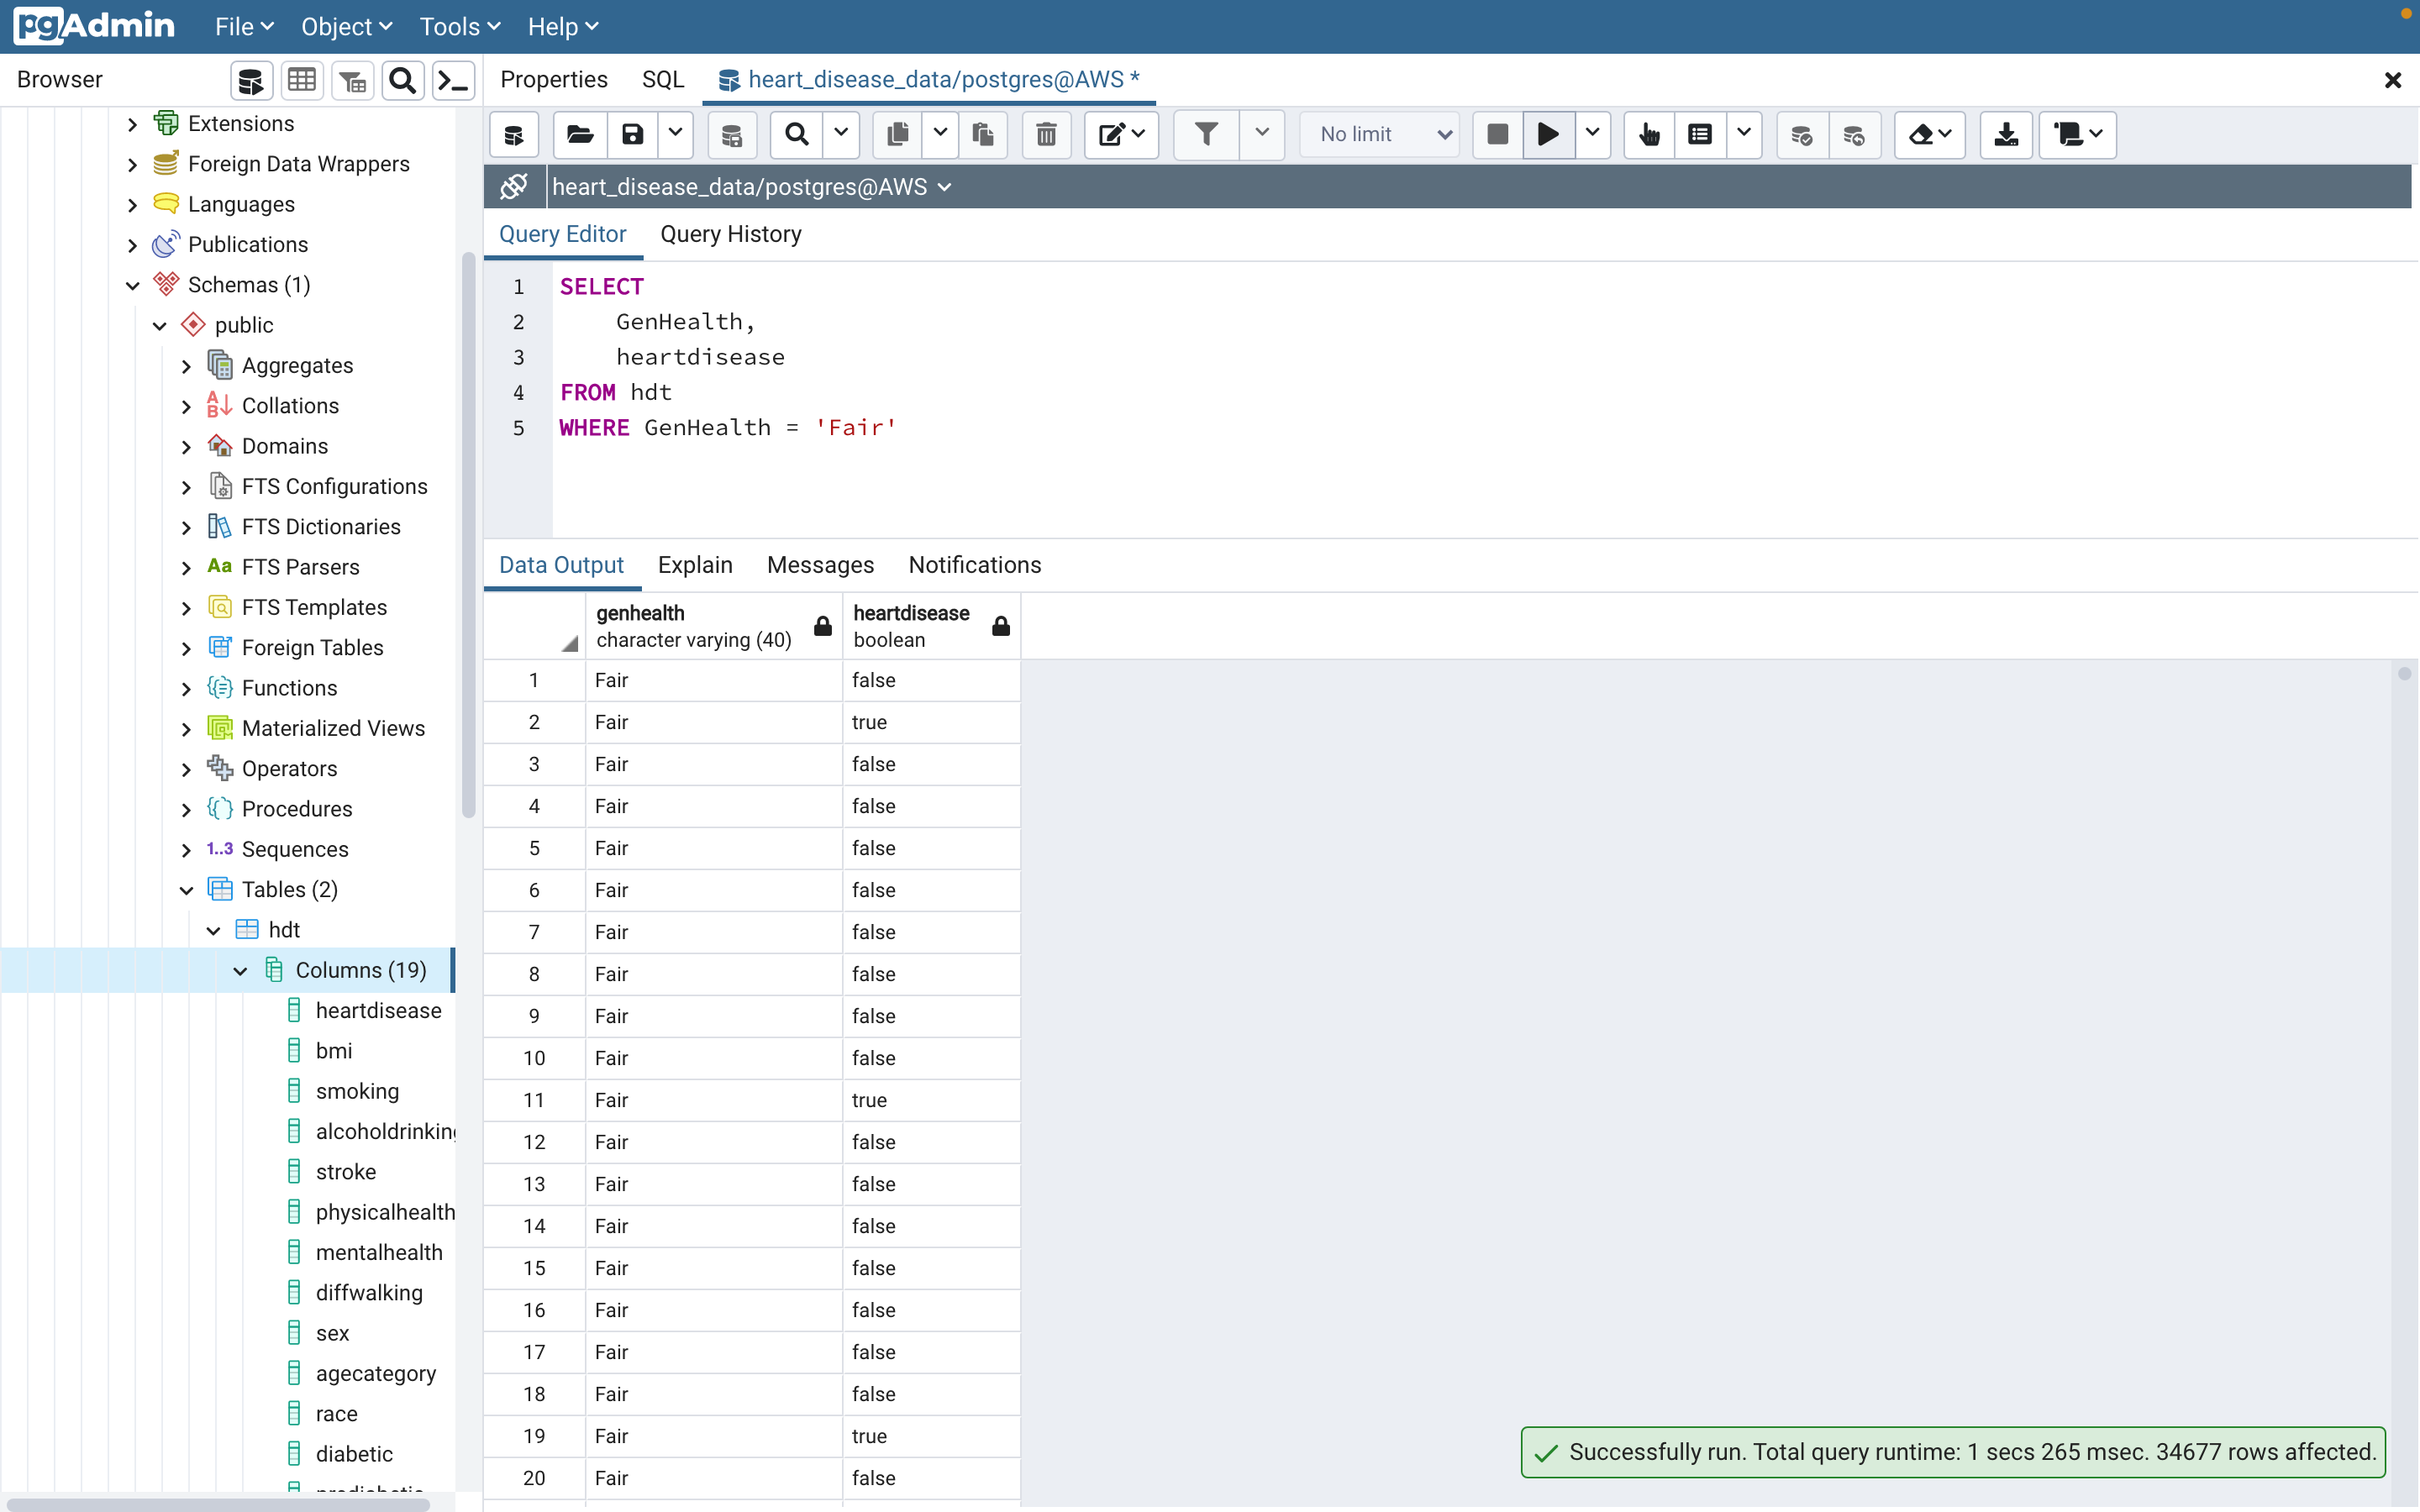 pgAdmin File Object Tools Help
Browser
Properties SQL heart_disease_data/postgres@AWS *
Extensions
Foreign Data Wrappers
Languages
Publications
Schemas (1)
public
Aggregates
Collations
Domains
FTS Configurations
FTS Dictionaries
Aa FTS Parsers
FTS Templates
Foreign Tables
Functions
Materialized Views
Operators
Procedures
1..3 Sequences
Tables (2)
hdt
Columns (19)
heartdisease
bmi
smoking
alcoholdrinking
stroke
physicalhealth
mentalhealth
diffwalking
sex
agecategory
race
diabetic
No limit
heart_disease_data/postgres@AWS
Query Editor Query History
1 SELECT
2 GenHealth,
3 heartdisease
4 FROM hdt
5 WHERE GenHealth = 'Fair'
Data Output Explain Messages Notifications
genhealth heartdisease
character varying (40) boolean
1 Fair false
2 Fair true
3 Fair false
4 Fair false
5 Fair false
6 Fair false
7 Fair false
8 Fair false
9 Fair false
10 Fair false
11 Fair true
12 Fair false
13 Fair false
14 Fair false
15 Fair false
16 Fair false
17 Fair false
18 Fair false
19 Fair true
20 Fair false
Successfully run. Total query runtime: 1 secs 265 msec. 34677 rows affected.